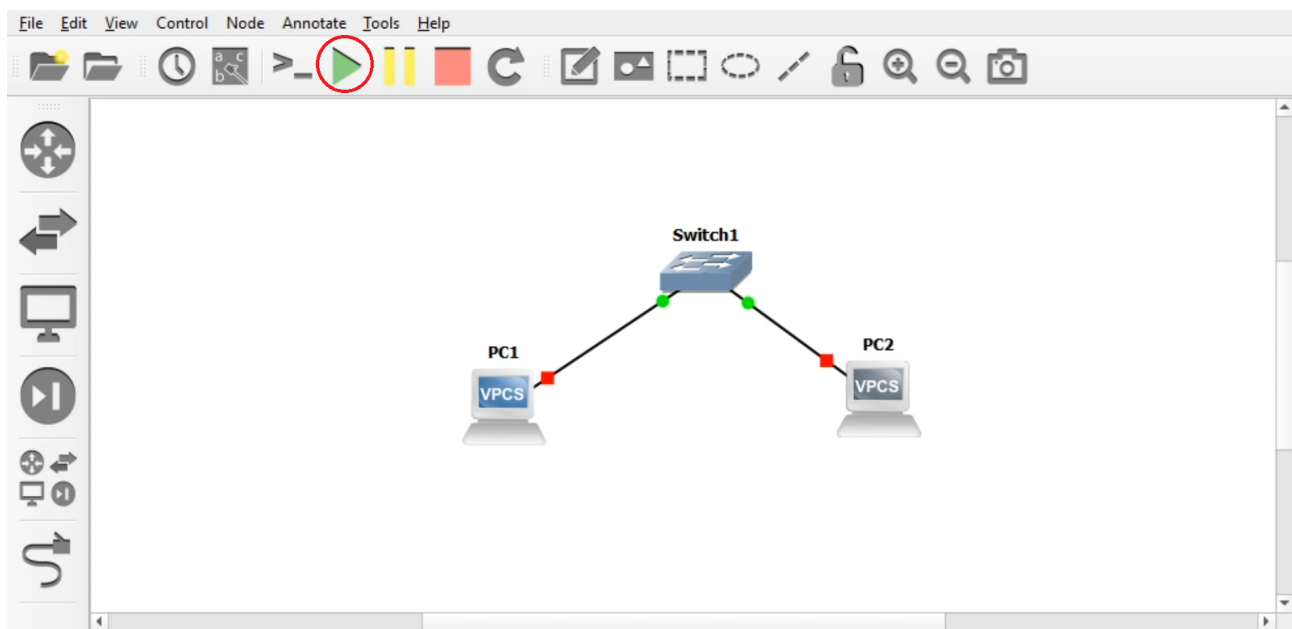 File Edit View Control Node Annotate Tools Help
a c
b
>_
Switch1
PC1
PC2
VPCS
VPCS